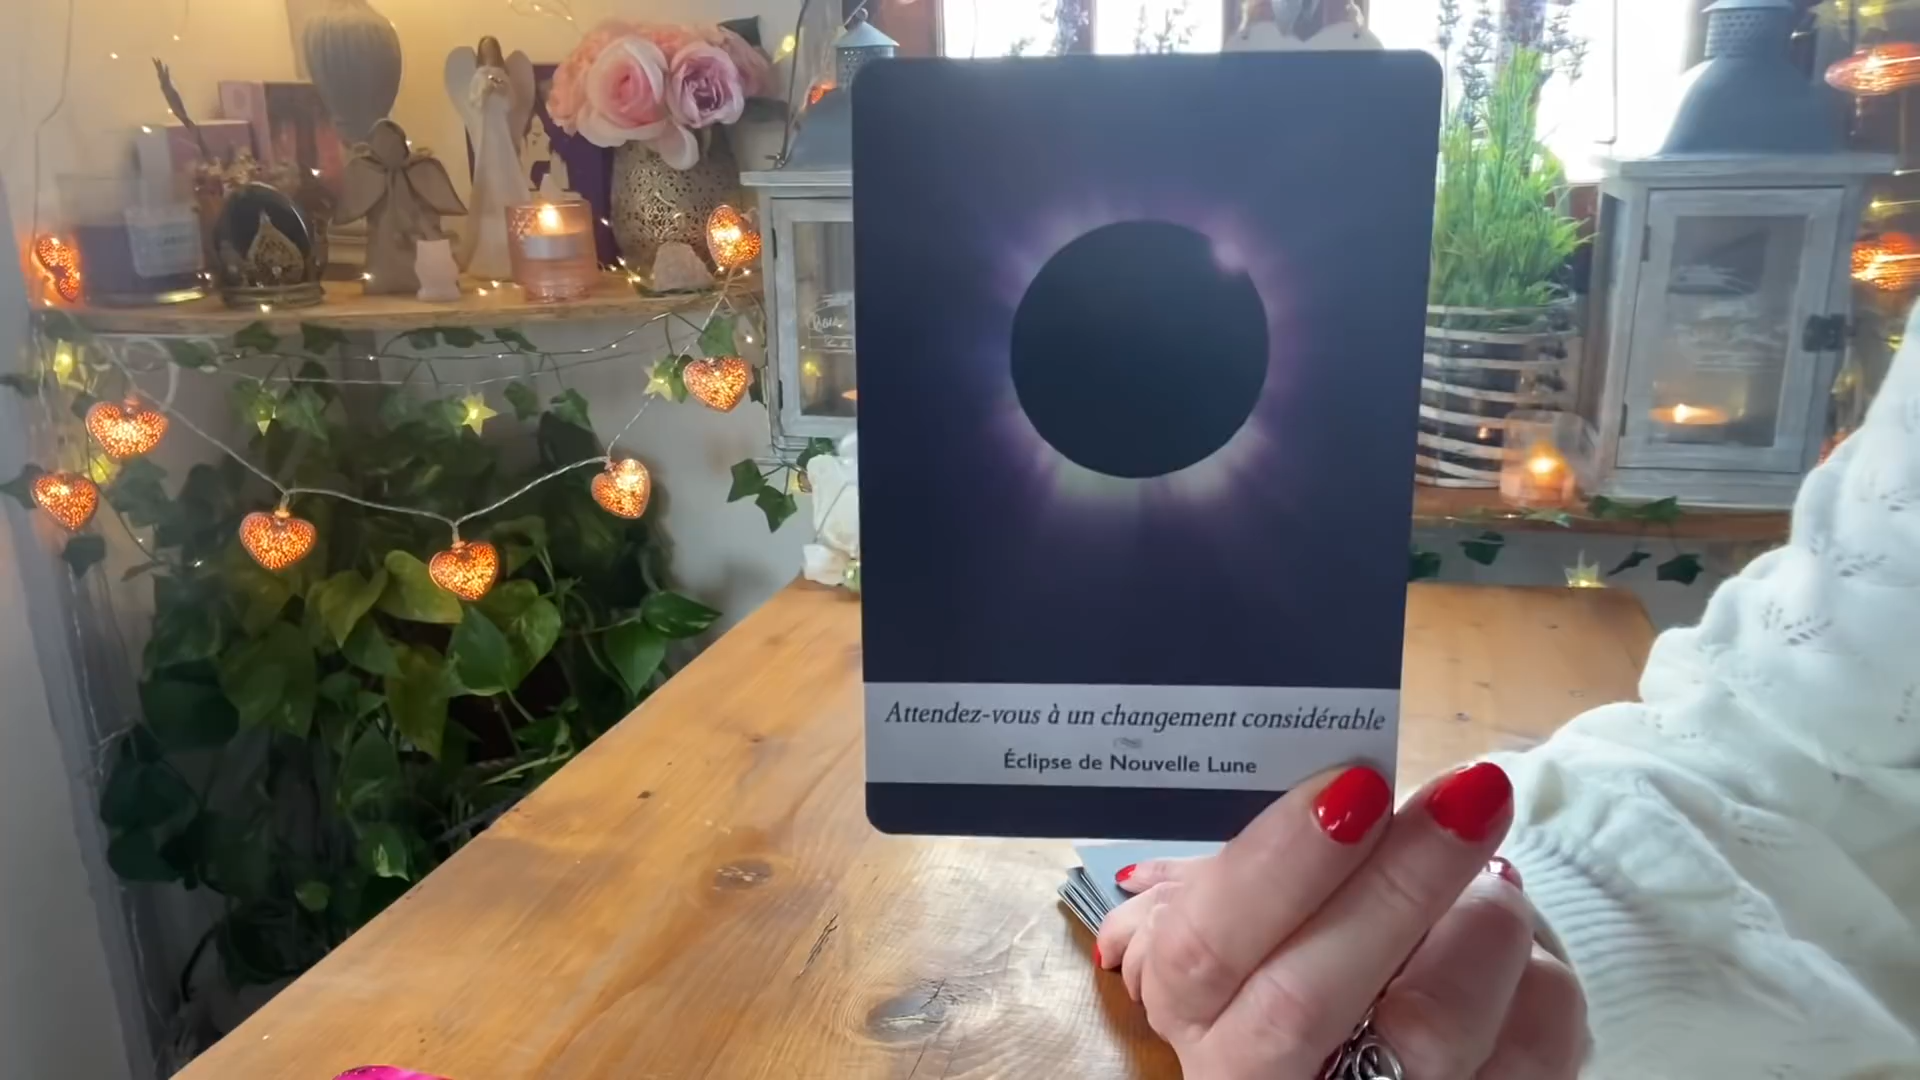 Attendez-vous à un changement considérable
Éclipse de Nouvelle Lune